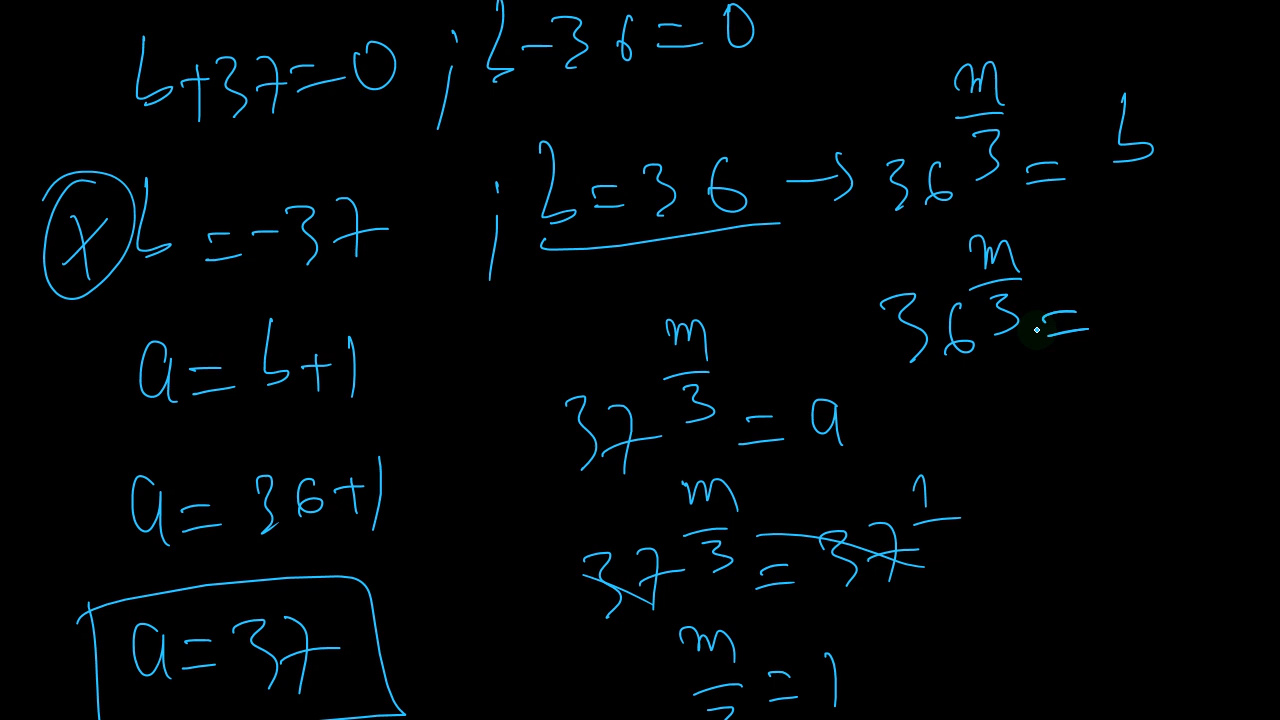 b+37=0 ; b-36=0
(x) b=-37 ; b=36 → 36^(m/3) = b
36^(m/3) =
a=b+1
37^(m/3) = a
a=36+1
37^(m/3) = 37^1
a=37
m/3 = 1